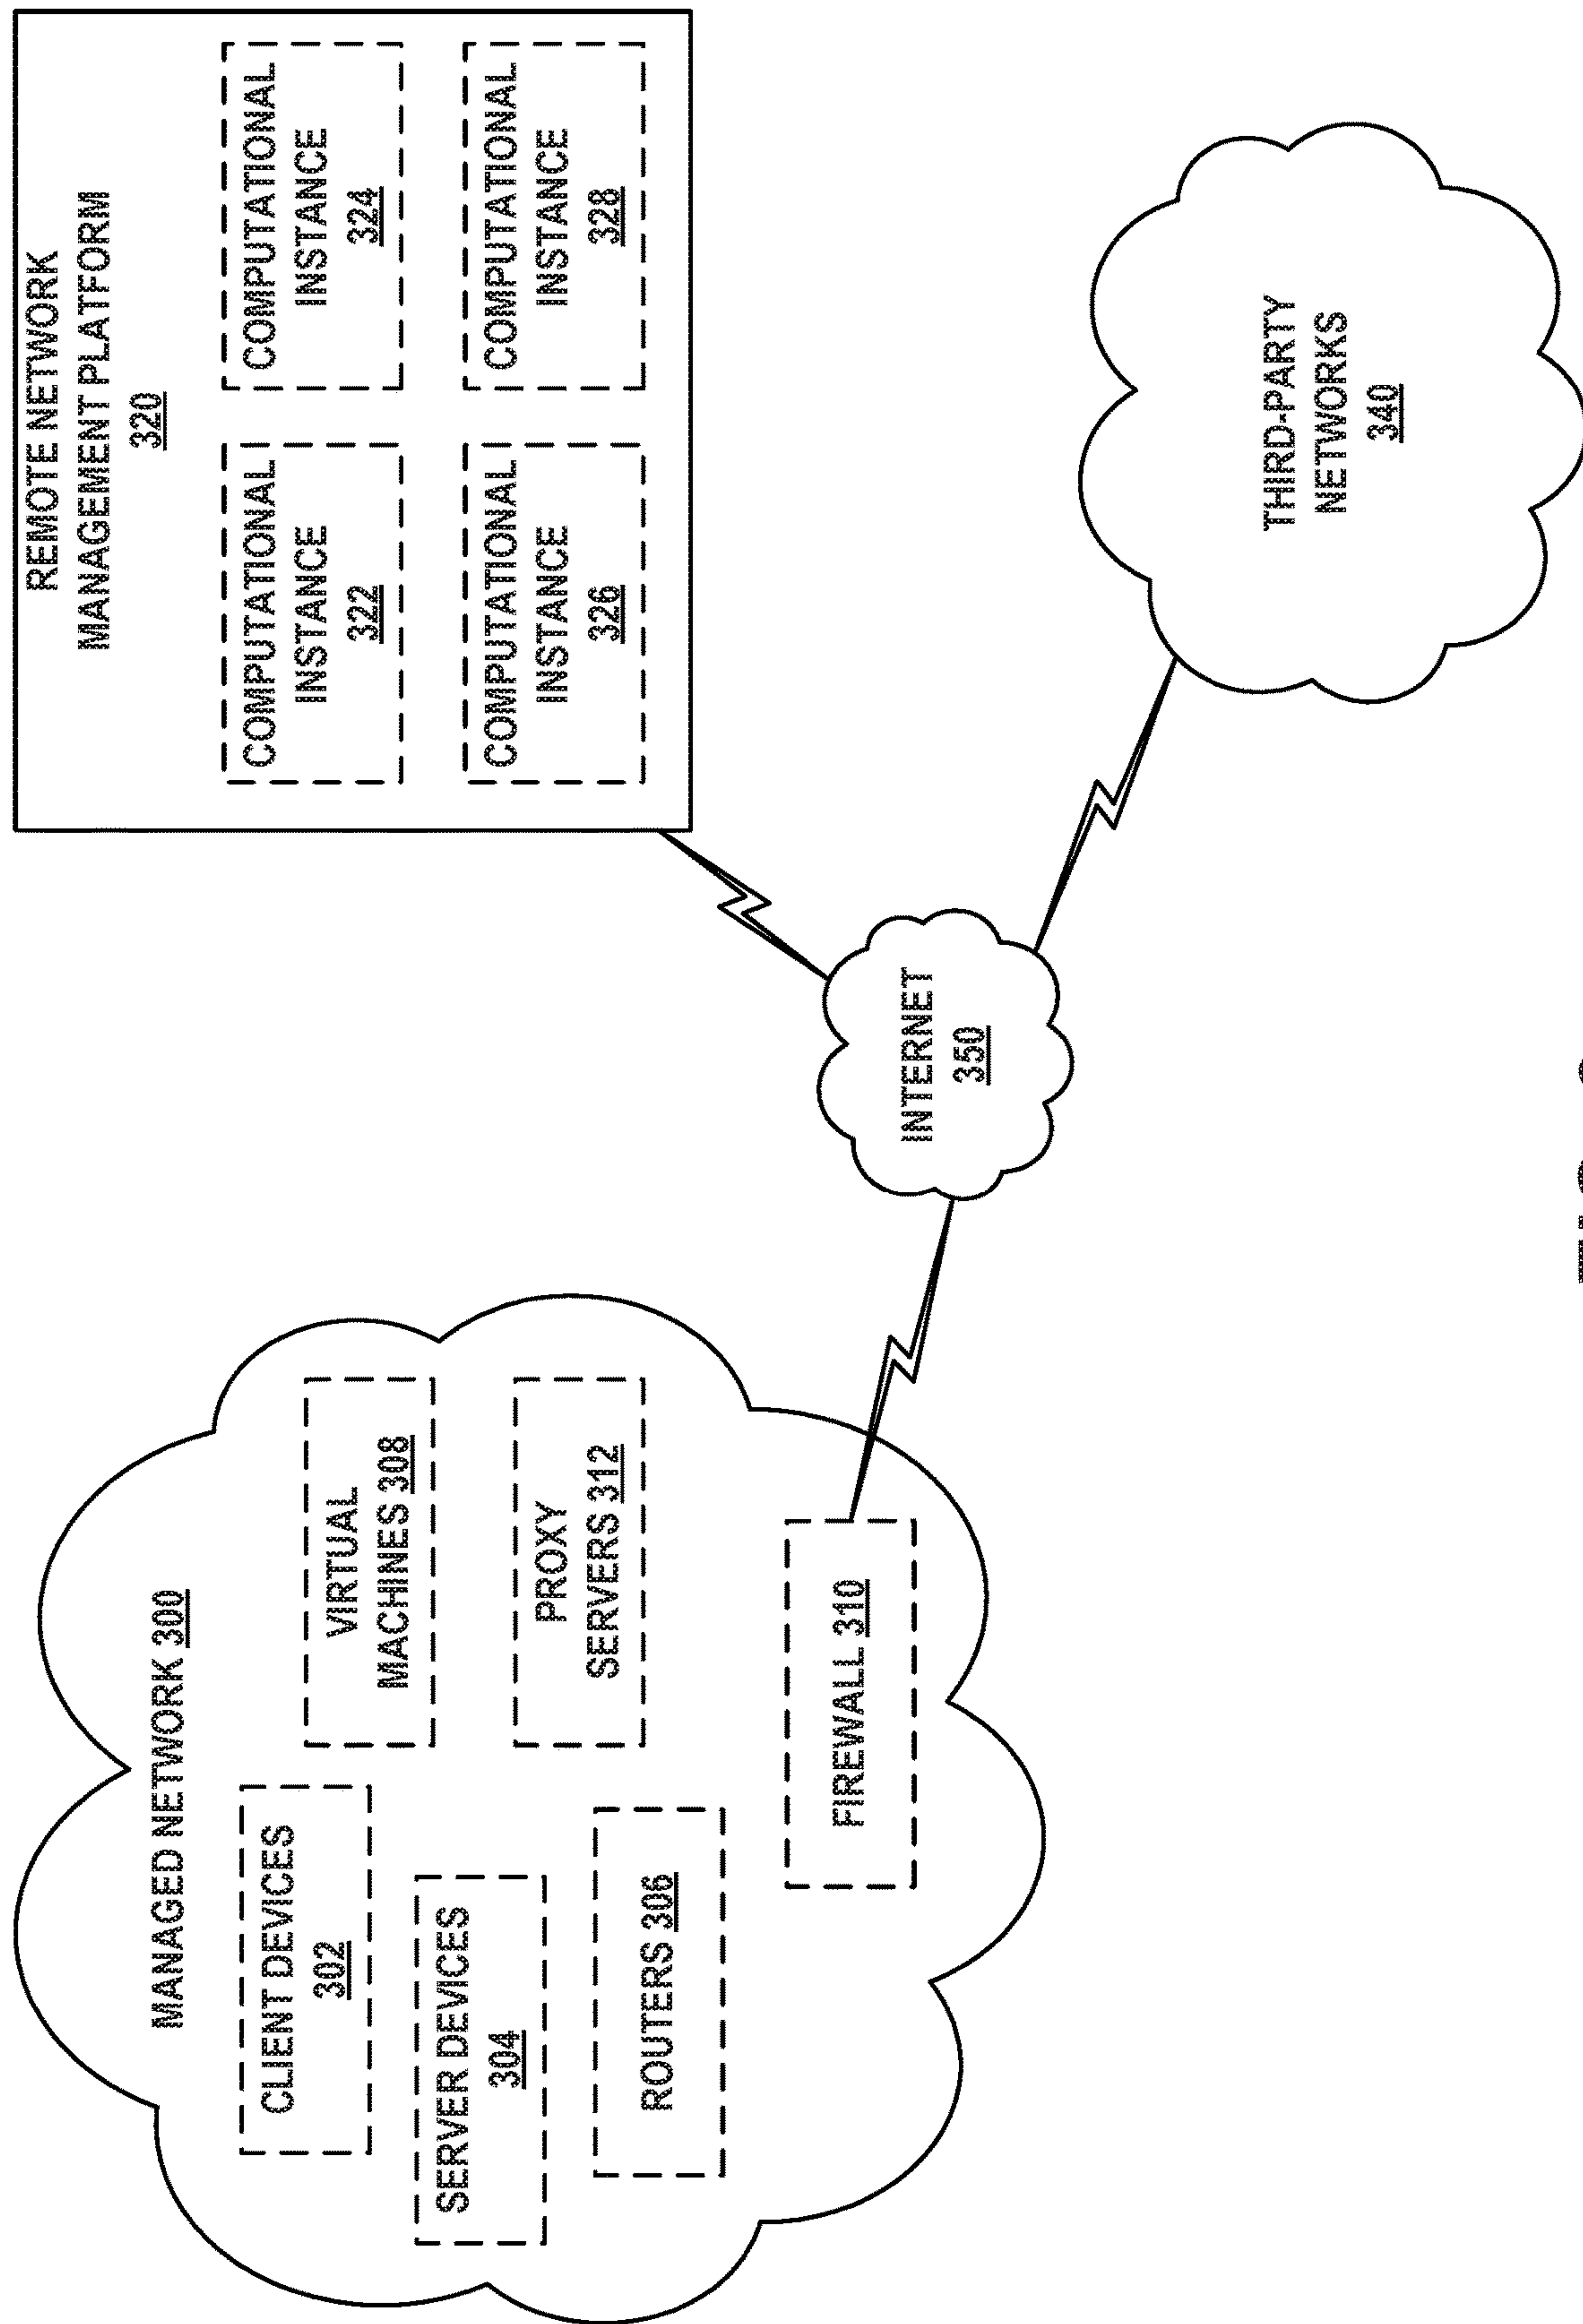 MANAGED NETWORK 300
CLIENT DEVICES
302
SERVER DEVICES
304
ROUTERS 306
VIRTUAL
MACHINES 308
PROXY
SERVERS 312
FIREWALL 310
INTERNET
350
REMOTE NETWORK
MANAGEMENT PLATFORM
320
COMPUTATIONAL
INSTANCE
322
COMPUTATIONAL
INSTANCE
324
COMPUTATIONAL
INSTANCE
326
COMPUTATIONAL
INSTANCE
328
THIRD-PARTY
NETWORKS
340